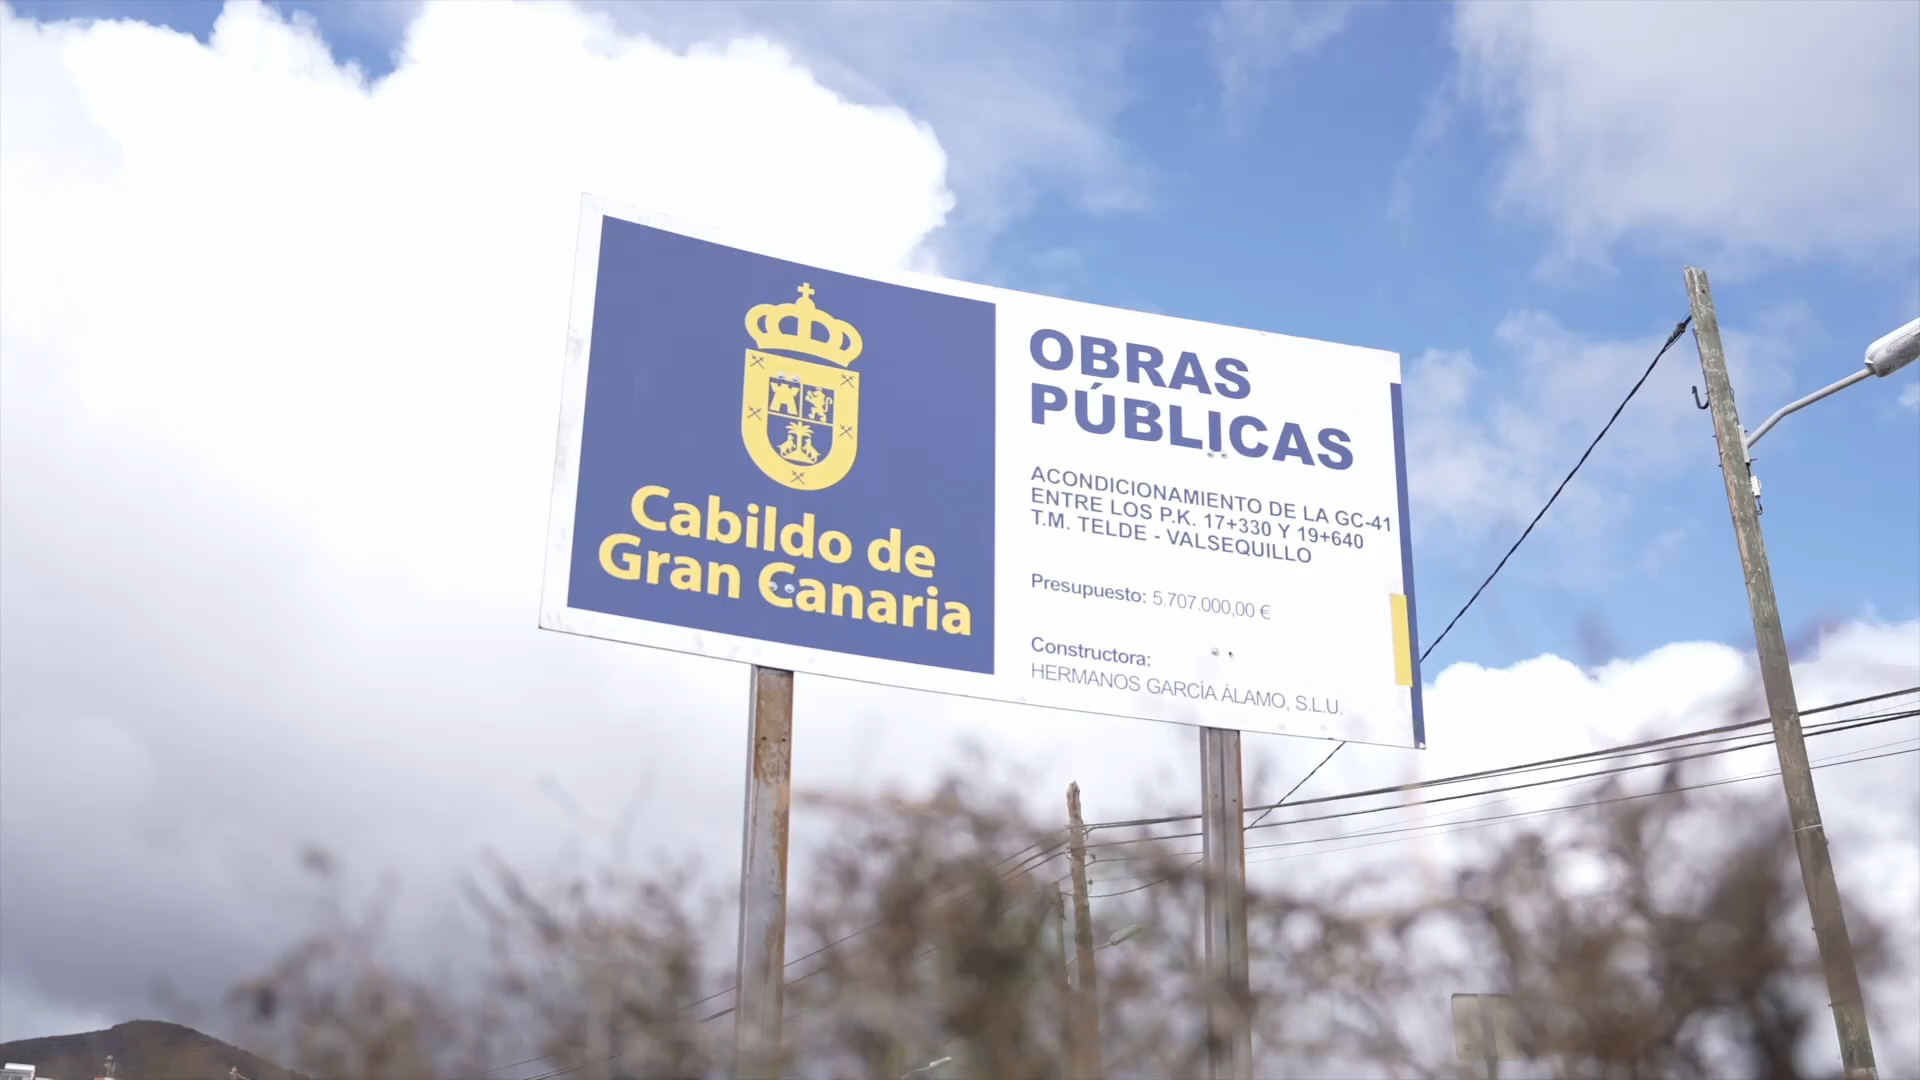 Cabildo de
Gran Canaria
OBRAS
PÚBLICAS
ACONDICIONAMIENTO DE LA GC-41
ENTRE LOS P.K. 17+330 Y 19+640
T.M. TELDE - VALSEQUILLO
Presupuesto: 5.707.000,00 €
Constructora:
HERMANOS GARCÍA ÁLAMO, S.L.U.